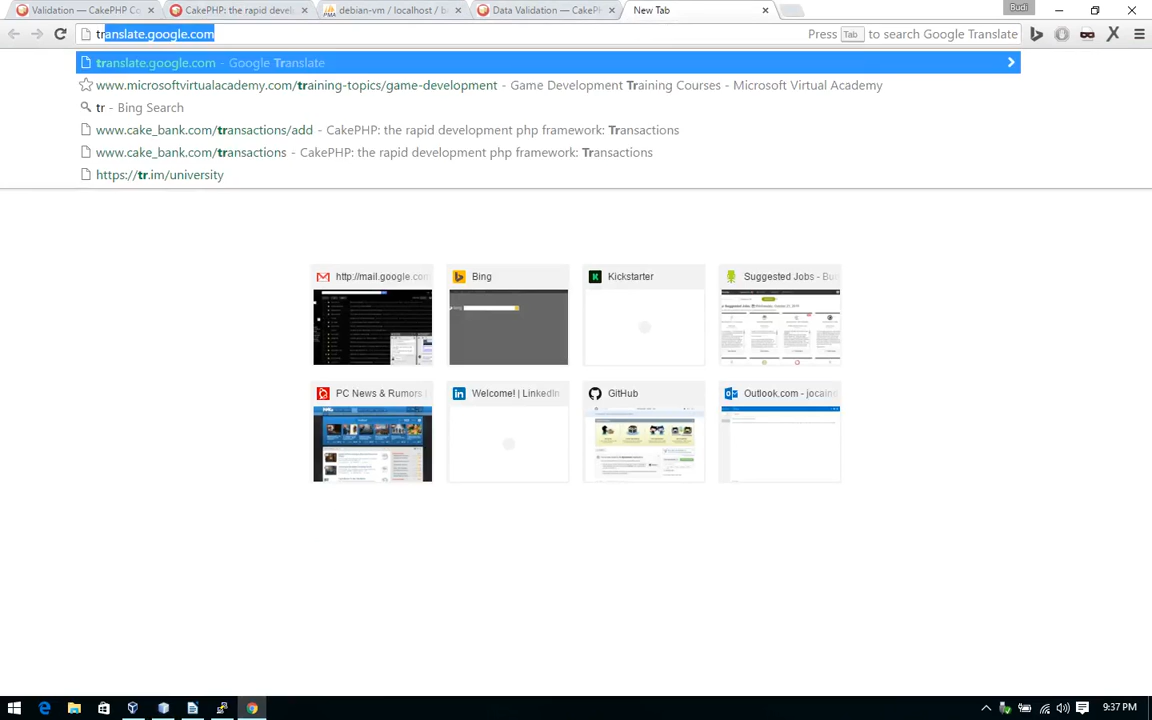 Validation — CakePHP Co
CakePHP: the rapid devel
debian-vm / localhost / b
Data Validation — CakePH
New Tab
Budi
translate.google.com
Press Tab to search Google Translate
translate.google.com - Google Translate
www.microsoftvirtualacademy.com/training-topics/game-development - Game Development Training Courses - Microsoft Virtual Academy
tr - Bing Search
www.cake_bank.com/transactions/add - CakePHP: the rapid development php framework: Transactions
www.cake_bank.com/transactions - CakePHP: the rapid development php framework: Transactions
https://tr.im/university
http://mail.google.com
Bing
Kickstarter
Suggested Jobs - Bud
PC News & Rumors
Welcome! | LinkedIn
GitHub
Outlook.com - jocaine
9:37 PM